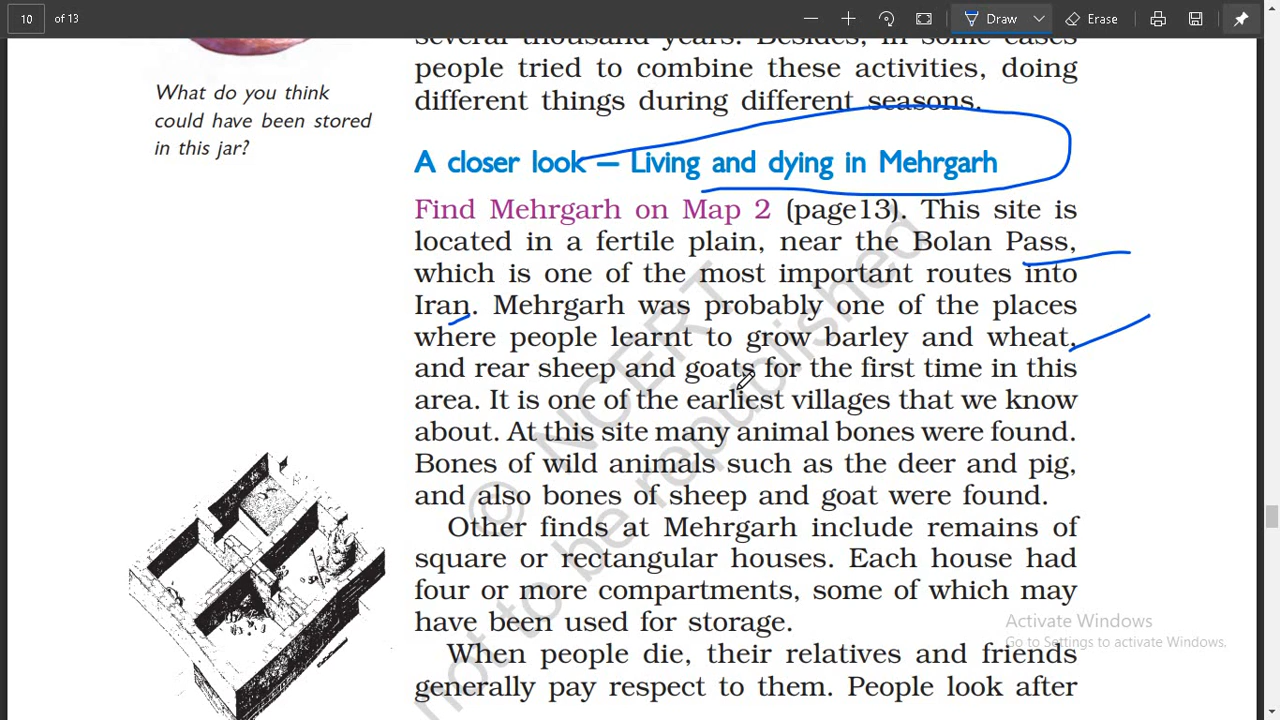 10 of 13
Draw
Erase
several thousand years. Besides, in some cases
people tried to combine these activities, doing
different things during different seasons.
What do you think
could have been stored
in this jar?
A closer look – Living and dying in Mehrgarh
Find Mehrgarh on Map 2 (page13). This site is
located in a fertile plain, near the Bolan Pass,
which is one of the most important routes into
Iran. Mehrgarh was probably one of the places
where people learnt to grow barley and wheat,
and rear sheep and goats for the first time in this
area. It is one of the earliest villages that we know
about. At this site many animal bones were found.
Bones of wild animals such as the deer and pig,
and also bones of sheep and goat were found.
Other finds at Mehrgarh include remains of
square or rectangular houses. Each house had
four or more compartments, some of which may
have been used for storage.
When people die, their relatives and friends
generally pay respect to them. People look after
© NCERT
not to be republished
Activate Windows
Go to Settings to activate Windows.